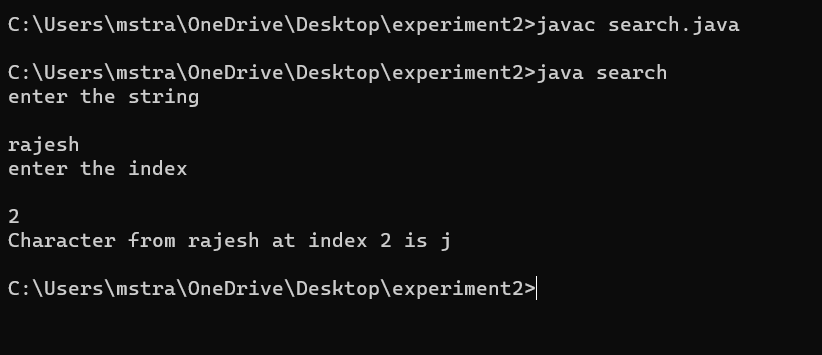 C:\Users\mstra\OneDrive\Desktop\experiment2>javac search.java
C:\Users\mstra\OneDrive\Desktop\experiment2>java search
enter the string
rajesh
enter the index
2
Character from rajesh at index 2 is j
C:\Users\mstra\OneDrive\Desktop\experiment2>